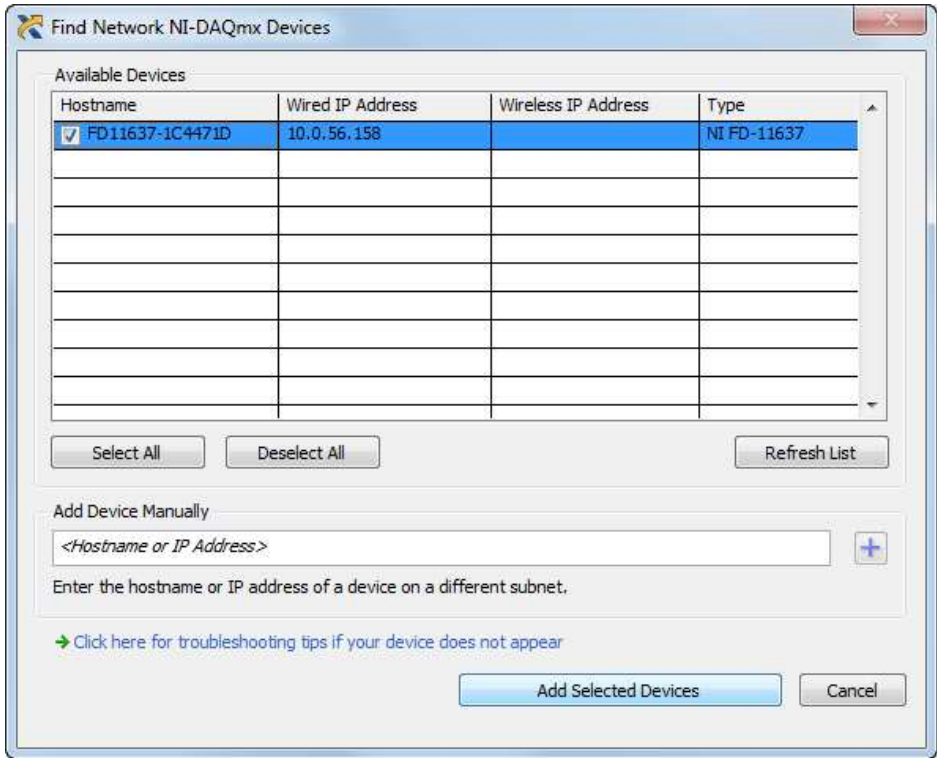 Find Network NI-DAQmx Devices
Available Devices
Hostname Wired IP Address Wireless IP Address Type
FD11637-1C4471D 10.0.56.158 NI FD-11637
Select All Deselect All Refresh List
Add Device Manually
<Hostname or IP Address>
Enter the hostname or IP address of a device on a different subnet.
Click here for troubleshooting tips if your device does not appear
Add Selected Devices Cancel